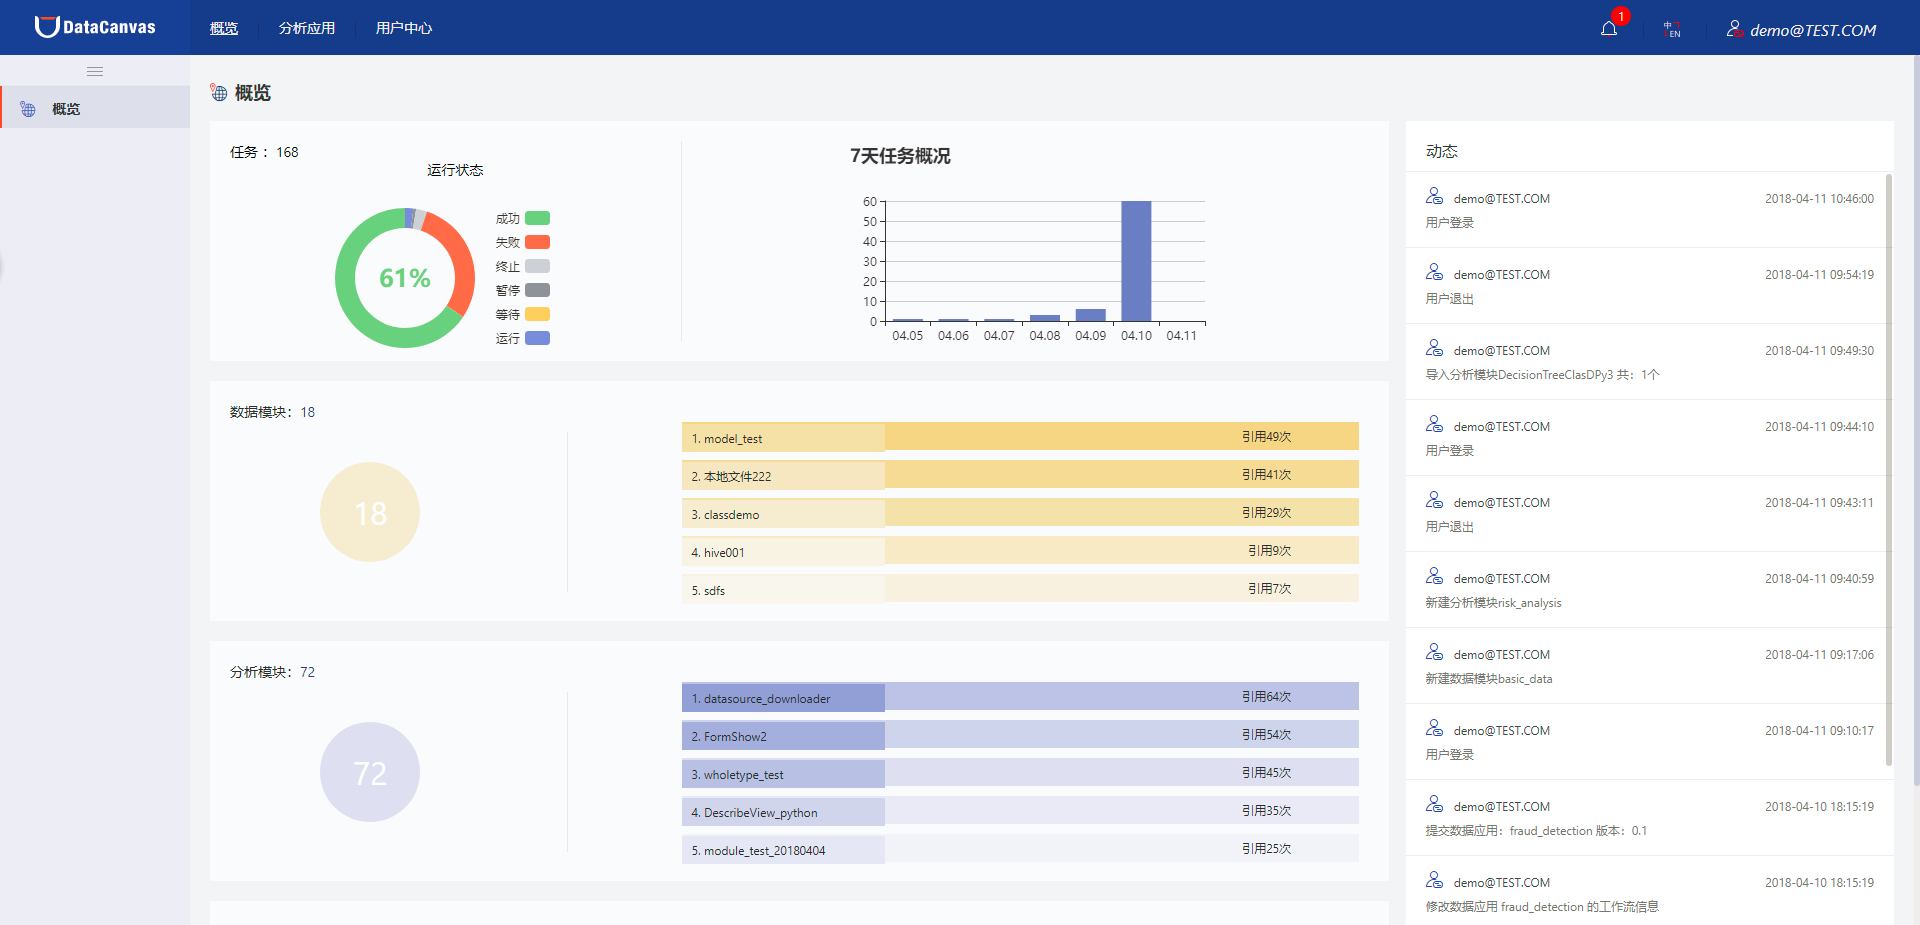 DataCanvas
概览
分析应用
用户中心
1
中
EN
demo@TEST.COM
概览
概览
任务： 168
运行状态
成功
失败
终止
暂停
等待
运行
61%
7天任务概况
60
50
40
30
20
10
0
04.05 04.06 04.07 04.08 04.09 04.10 04.11
数据模块：18
18
1. model_test 引用49次
2. 本地文件222 引用41次
3. classdemo 引用29次
4. hive001 引用9次
5. sdfs 引用7次
分析模块：72
72
1. datasource_downloader 引用64次
2. FormShow2 引用54次
3. wholetype_test 引用45次
4. DescribeView_python 引用35次
5. module_test_20180404 引用25次
动态
demo@TEST.COM 2018-04-11 10:46:00
用户登录
demo@TEST.COM 2018-04-11 09:54:19
用户退出
demo@TEST.COM 2018-04-11 09:49:30
导入分析模块DecisionTreeClasDPy3 共：1个
demo@TEST.COM 2018-04-11 09:44:10
用户登录
demo@TEST.COM 2018-04-11 09:43:11
用户退出
demo@TEST.COM 2018-04-11 09:40:59
新建分析模块risk_analysis
demo@TEST.COM 2018-04-11 09:17:06
新建数据模块basic_data
demo@TEST.COM 2018-04-11 09:10:17
用户登录
demo@TEST.COM 2018-04-10 18:15:19
提交数据应用：fraud_detection 版本：0.1
demo@TEST.COM 2018-04-10 18:15:19
修改数据应用 fraud_detection 的工作流信息